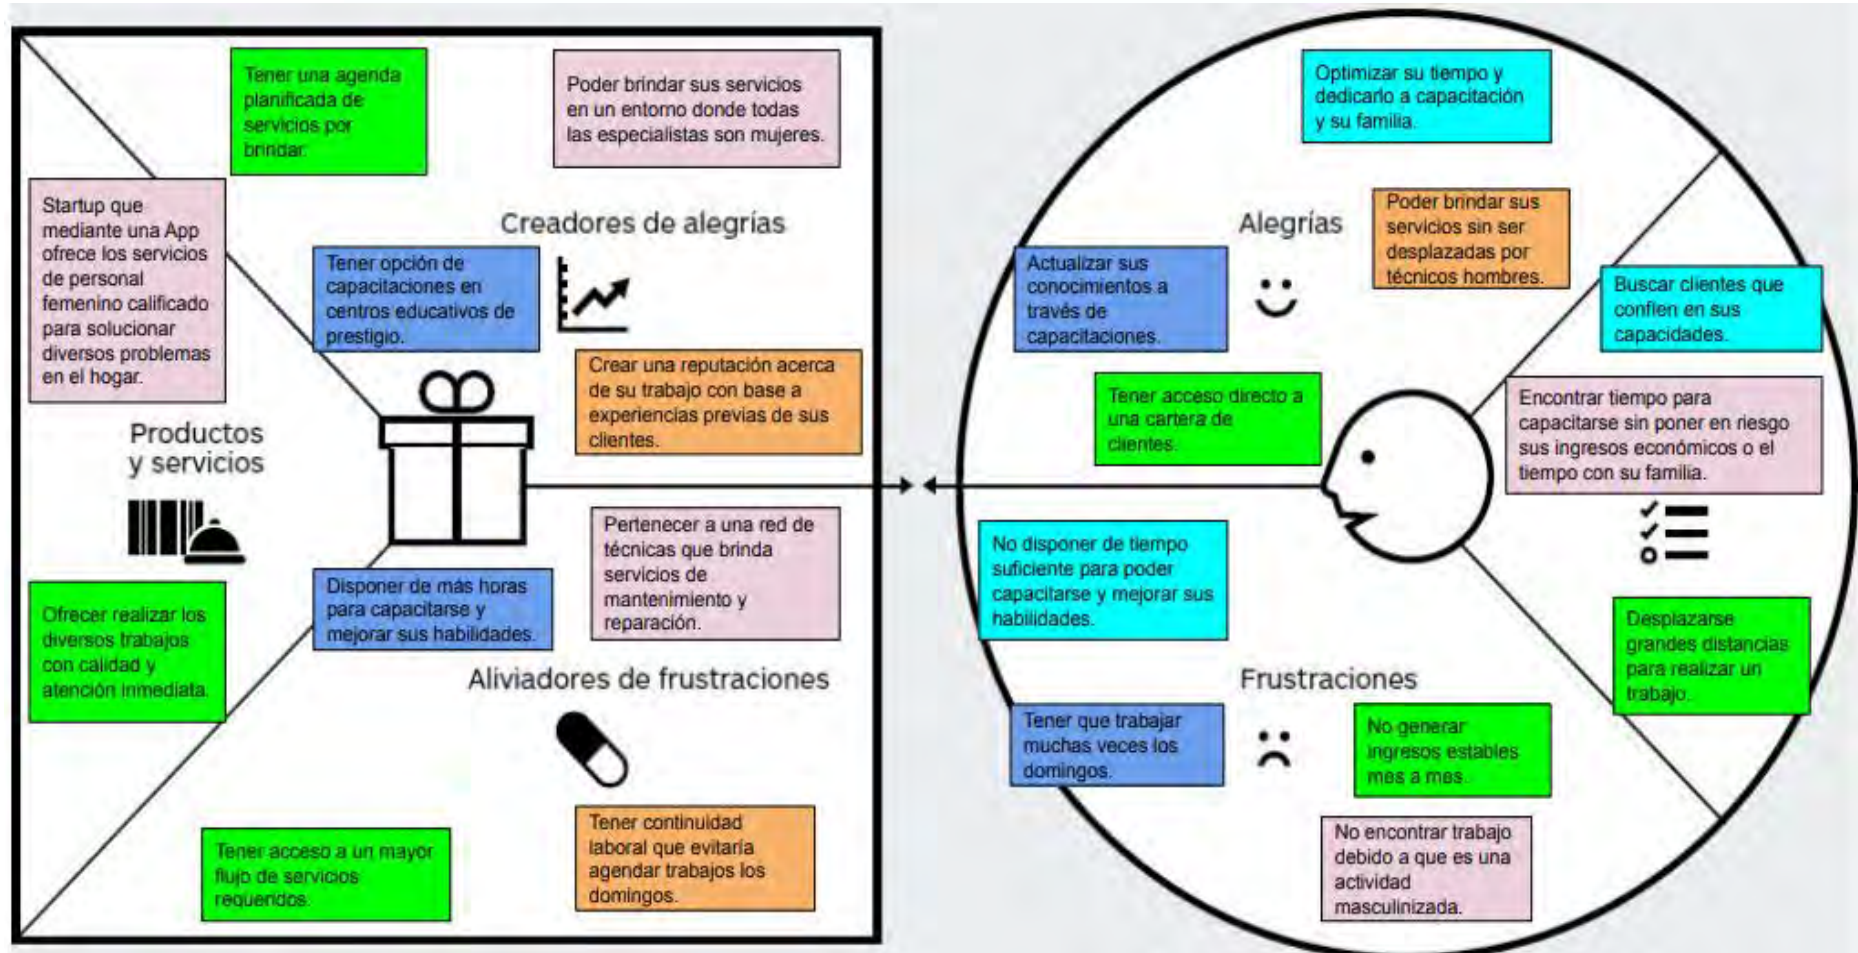 Tener una agenda
planificada de
servicios por
brindar.
Poder brindar sus servicios
en un entorno donde todas
las especialistas son mujeres.
Startup que
mediante una App
ofrece los servicios
de personal
femenino calificado
para solucionar
diversos problemas
en el hogar.
Creadores de alegrías
Tener opción de
capacitaciones en
centros educativos de
prestigio.
Crear una reputación acerca
de su trabajo con base a
experiencias previas de sus
clientes.
Productos
y servicios
Pertenecer a una red de
técnicas que brinda
servicios de
mantenimiento y
reparación.
Disponer de más horas
para capacitarse y
mejorar sus habilidades.
Ofrecer realizar los
diversos trabajos
con calidad y
atención inmediata.
Aliviadores de frustraciones
Tener continuidad
laboral que evitaría
agendar trabajos los
domingos.
Tener acceso a un mayor
flujo de servicios
requeridos.
Optimizar su tiempo y
dedicarlo a capacitación
y su familia.
Alegrías
Poder brindar sus
servicios sin ser
desplazadas por
técnicos hombres.
Actualizar sus
conocimientos a
través de
capacitaciones.
Buscar clientes que
confíen en sus
capacidades.
Tener acceso directo a
una cartera de
clientes.
Encontrar tiempo para
capacitarse sin poner en riesgo
sus ingresos económicos o el
tiempo con su familia.
No disponer de tiempo
suficiente para poder
capacitarse y mejorar sus
habilidades.
Desplazarse
grandes distancias
para realizar un
trabajo.
Frustraciones
Tener que trabajar
muchas veces los
domingos.
No generar
ingresos estables
mes a mes.
No encontrar trabajo
debido a que es una
actividad
masculinizada.